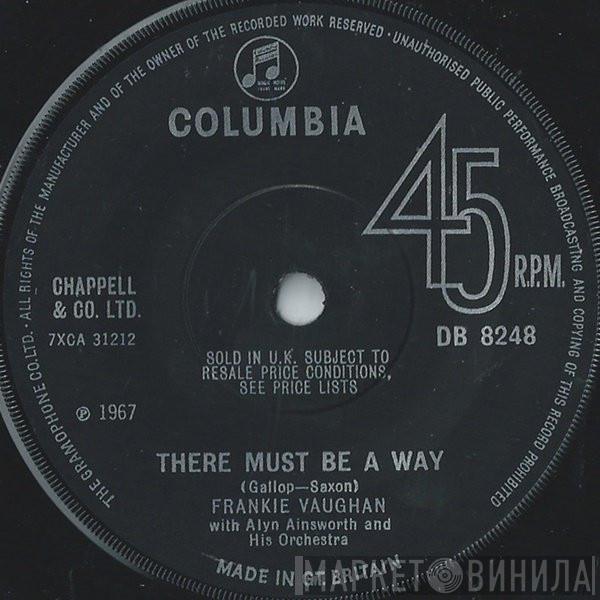 THE GRAMOPHONE CO. LTD. · ALL RIGHTS OF THE MANUFACTURER AND OF THE OWNER OF THE RECORDED WORK RESERVED · UNAUTHORISED PUBLIC PERFORMANCE BROADCASTING AND COPYING OF THIS RECORD PROHIBITED
COLUMBIA
45
R.P.M.
CHAPPELL
& CO. LTD.
7XCA 31212
DB 8248
SOLD IN U.K. SUBJECT TO
RESALE PRICE CONDITIONS,
SEE PRICE LISTS
℗ 1967
THERE MUST BE A WAY
(Gallop—Saxon)
FRANKIE VAUGHAN
with Alyn Ainsworth and
His Orchestra
MADE IN GT. BRITAIN
МАРКЕТ ВИНИЛА